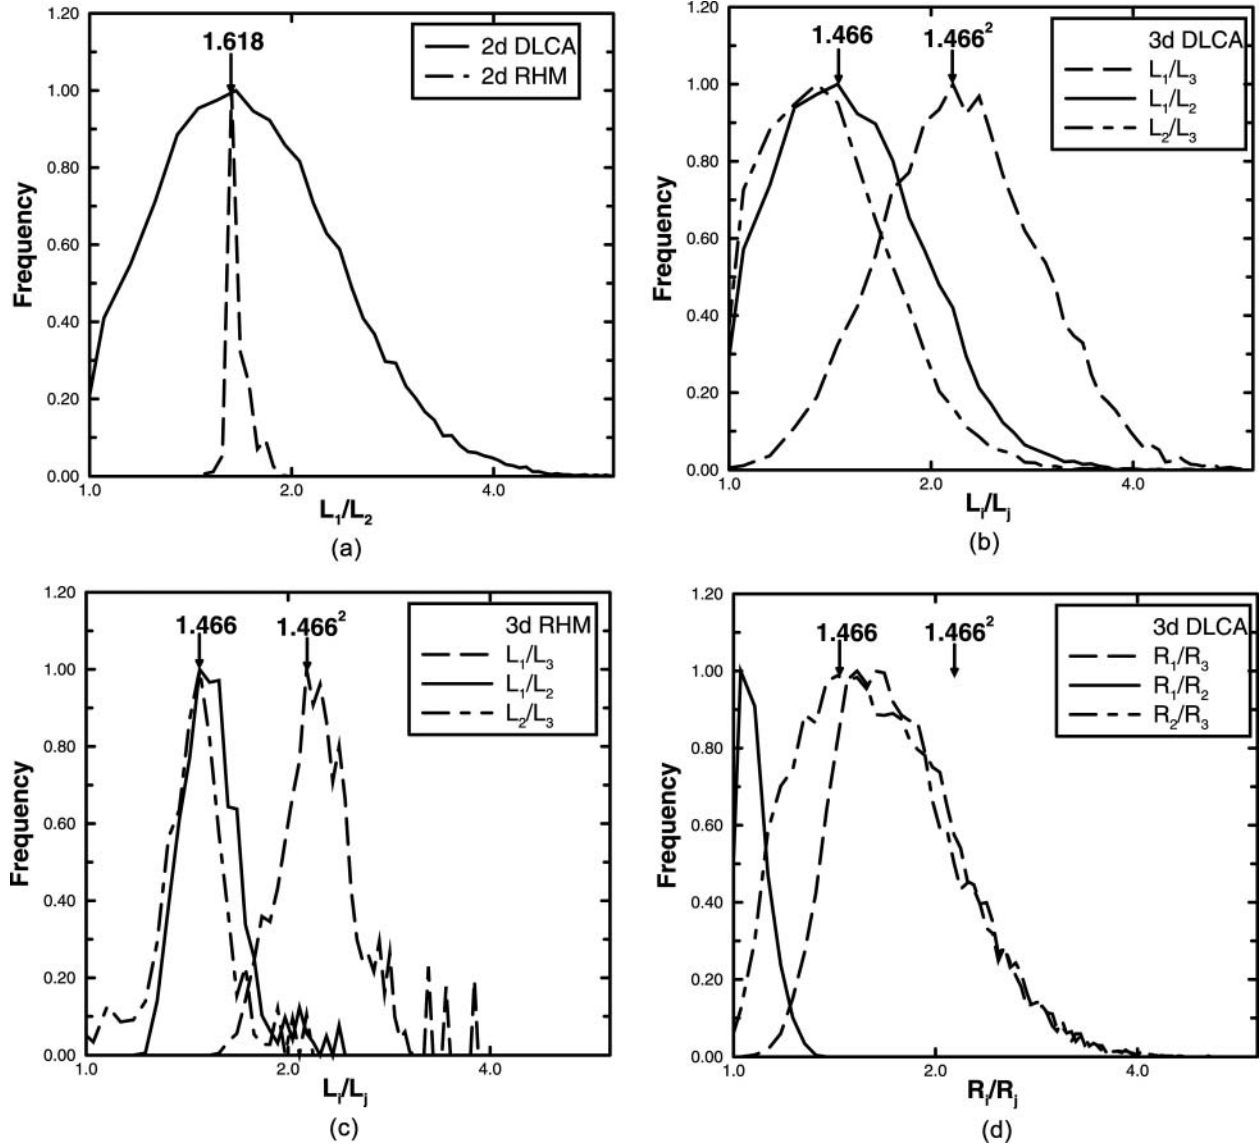 1.20
1.00
0.80
0.60
0.40
0.20
0.00
Frequency
1.618
2d DLCA
2d RHM
1.0 2.0 4.0
L₁/L₂
(a)
1.20
1.00
0.80
0.60
0.40
0.20
0.00
Frequency
1.466 1.466²
3d DLCA
L₁/L₃
L₁/L₂
L₂/L₃
1.0 2.0 4.0
Lᵢ/Lⱼ
(b)
1.20
1.00
0.80
0.60
0.40
0.20
0.00
Frequency
1.466 1.466²
3d RHM
L₁/L₃
L₁/L₂
L₂/L₃
1.0 2.0 4.0
Lᵢ/Lⱼ
(c)
1.20
1.00
0.80
0.60
0.40
0.20
0.00
Frequency
1.466 1.466²
3d DLCA
R₁/R₃
R₁/R₂
R₂/R₃
1.0 2.0 4.0
Rᵢ/Rⱼ
(d)